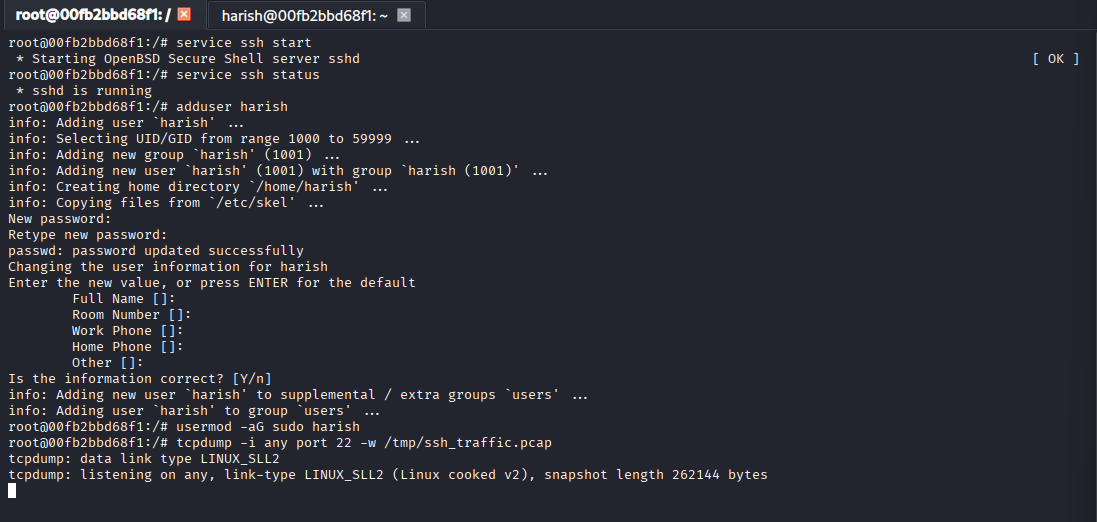 root@00fb2bbd68f1: /
harish@00fb2bbd68f1: ~
root@00fb2bbd68f1:/# service ssh start
 * Starting OpenBSD Secure Shell server sshd [ OK ]
root@00fb2bbd68f1:/# service ssh status
 * sshd is running
root@00fb2bbd68f1:/# adduser harish
info: Adding user `harish' ...
info: Selecting UID/GID from range 1000 to 59999 ...
info: Adding new group `harish' (1001) ...
info: Adding new user `harish' (1001) with group `harish (1001)' ...
info: Creating home directory `/home/harish' ...
info: Copying files from `/etc/skel' ...
New password:
Retype new password:
passwd: password updated successfully
Changing the user information for harish
Enter the new value, or press ENTER for the default
        Full Name []:
        Room Number []:
        Work Phone []:
        Home Phone []:
        Other []:
Is the information correct? [Y/n]
info: Adding new user `harish' to supplemental / extra groups `users' ...
info: Adding user `harish' to group `users' ...
root@00fb2bbd68f1:/# usermod -aG sudo harish
root@00fb2bbd68f1:/# tcpdump -i any port 22 -w /tmp/ssh_traffic.pcap
tcpdump: data link type LINUX_SLL2
tcpdump: listening on any, link-type LINUX_SLL2 (Linux cooked v2), snapshot length 262144 bytes